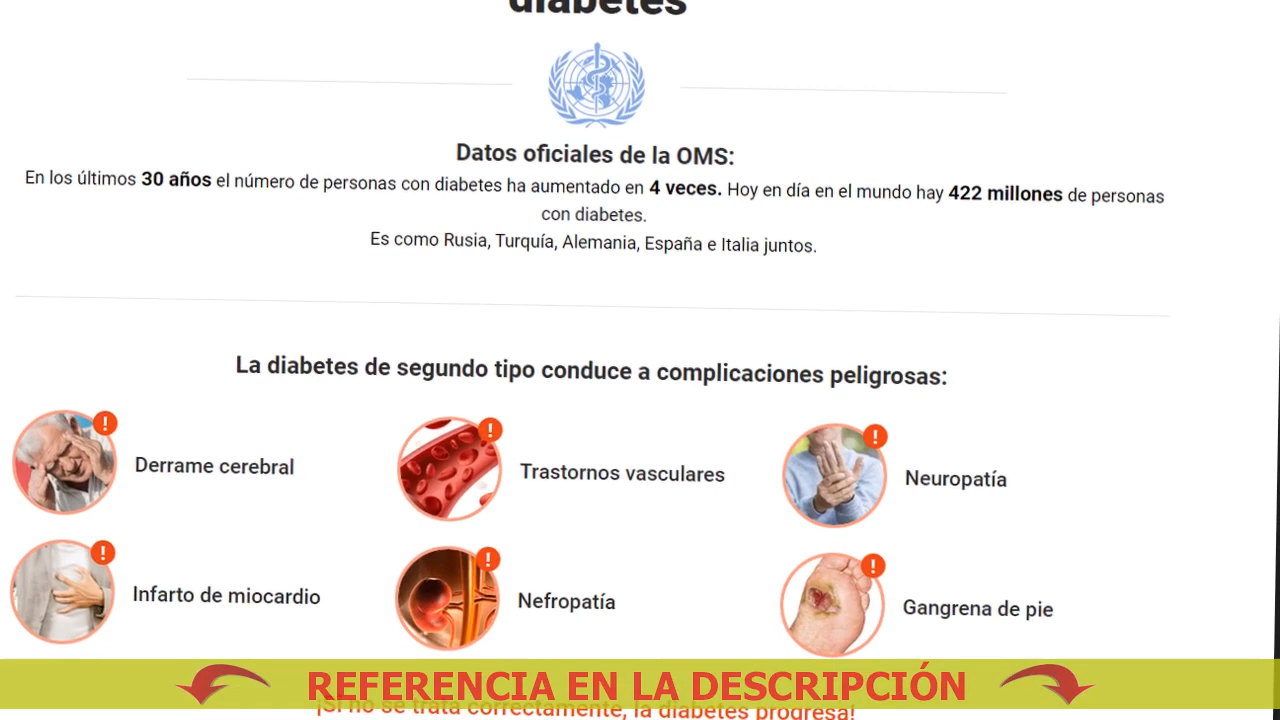 diabetes
Datos oficiales de la OMS:
En los últimos 30 años el número de personas con diabetes ha aumentado en 4 veces. Hoy en día en el mundo hay 422 millones de personas
con diabetes.
Es como Rusia, Turquía, Alemania, España e Italia juntos.
La diabetes de segundo tipo conduce a complicaciones peligrosas:
Derrame cerebral
Trastornos vasculares
Neuropatía
Infarto de miocardio
Nefropatía
Gangrena de pie
REFERENCIA EN LA DESCRIPCIÓN
¡Si no se trata correctamente, la diabetes progresa!